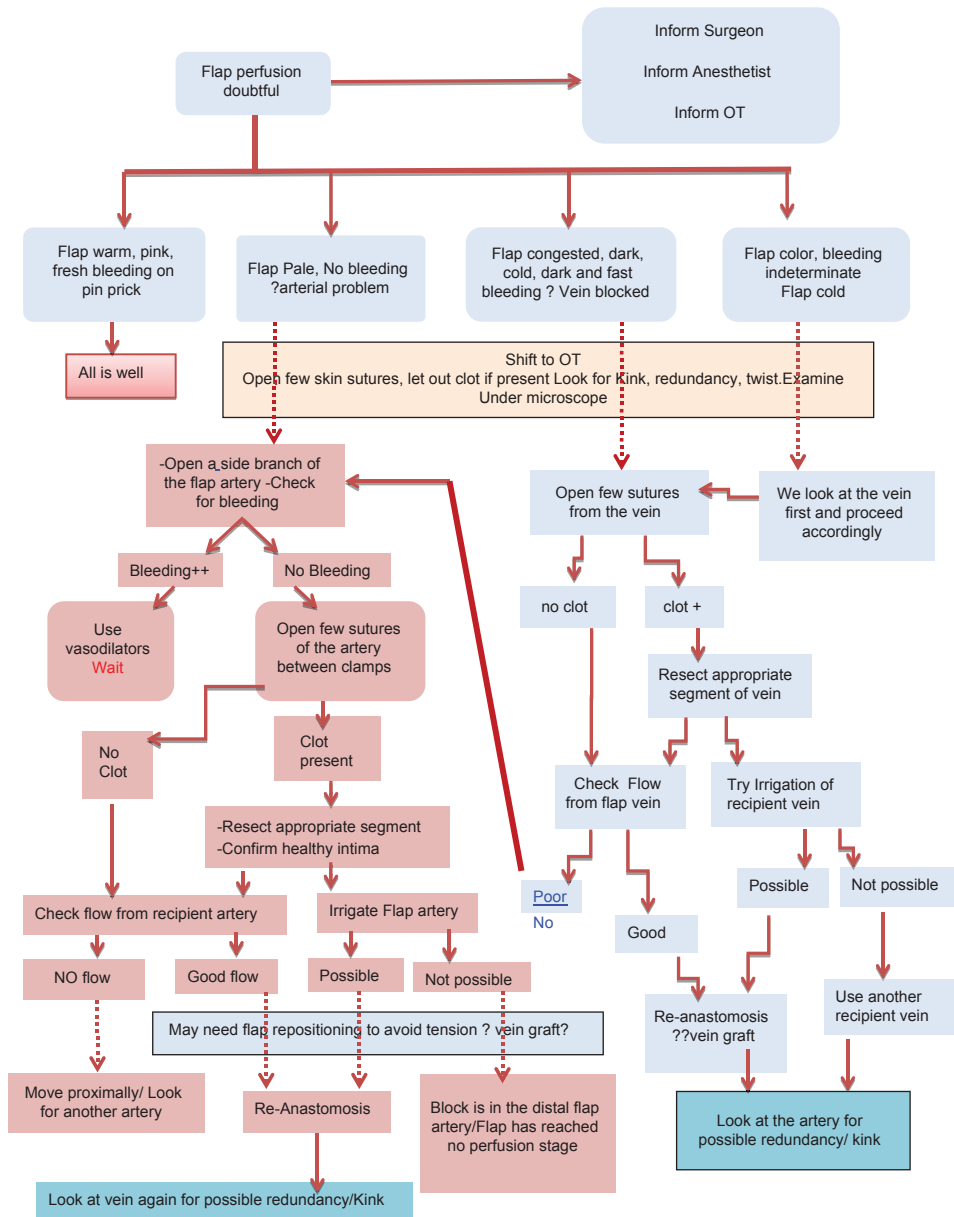 Inform Surgeon
Inform Anesthetist
Inform OT
Flap perfusion
doubtful
Flap warm, pink,
fresh bleeding on
pin prick
Flap Pale, No bleeding
?arterial problem
Flap congested, dark,
cold, dark and fast
bleeding ? Vein blocked
Flap color, bleeding
indeterminate
Flap cold
All is well
Shift to OT
Open few skin sutures, let out clot if present Look for Kink, redundancy, twist.Examine
Under microscope
-Open a side branch of
the flap artery -Check
for bleeding
Open few sutures
from the vein
We look at the vein
first and proceed
accordingly
Bleeding++
No Bleeding
no clot
clot +
Use
vasodilators
Wait
Open few sutures
of the artery
between clamps
Resect appropriate
segment of vein
No
Clot
Clot
present
Check Flow
from flap vein
Try Irrigation of
recipient vein
-Resect appropriate segment
-Confirm healthy intima
Poor
No
Good
Possible
Not possible
Check flow from recipient artery
Irrigate Flap artery
NO flow
Good flow
Possible
Not possible
Re-anastomosis
??vein graft
Use another
recipient vein
May need flap repositioning to avoid tension ? vein graft?
Move proximally/ Look
for another artery
Re-Anastomosis
Block is in the distal flap
artery/Flap has reached
no perfusion stage
Look at the artery for
possible redundancy/ kink
Look at vein again for possible redundancy/Kink